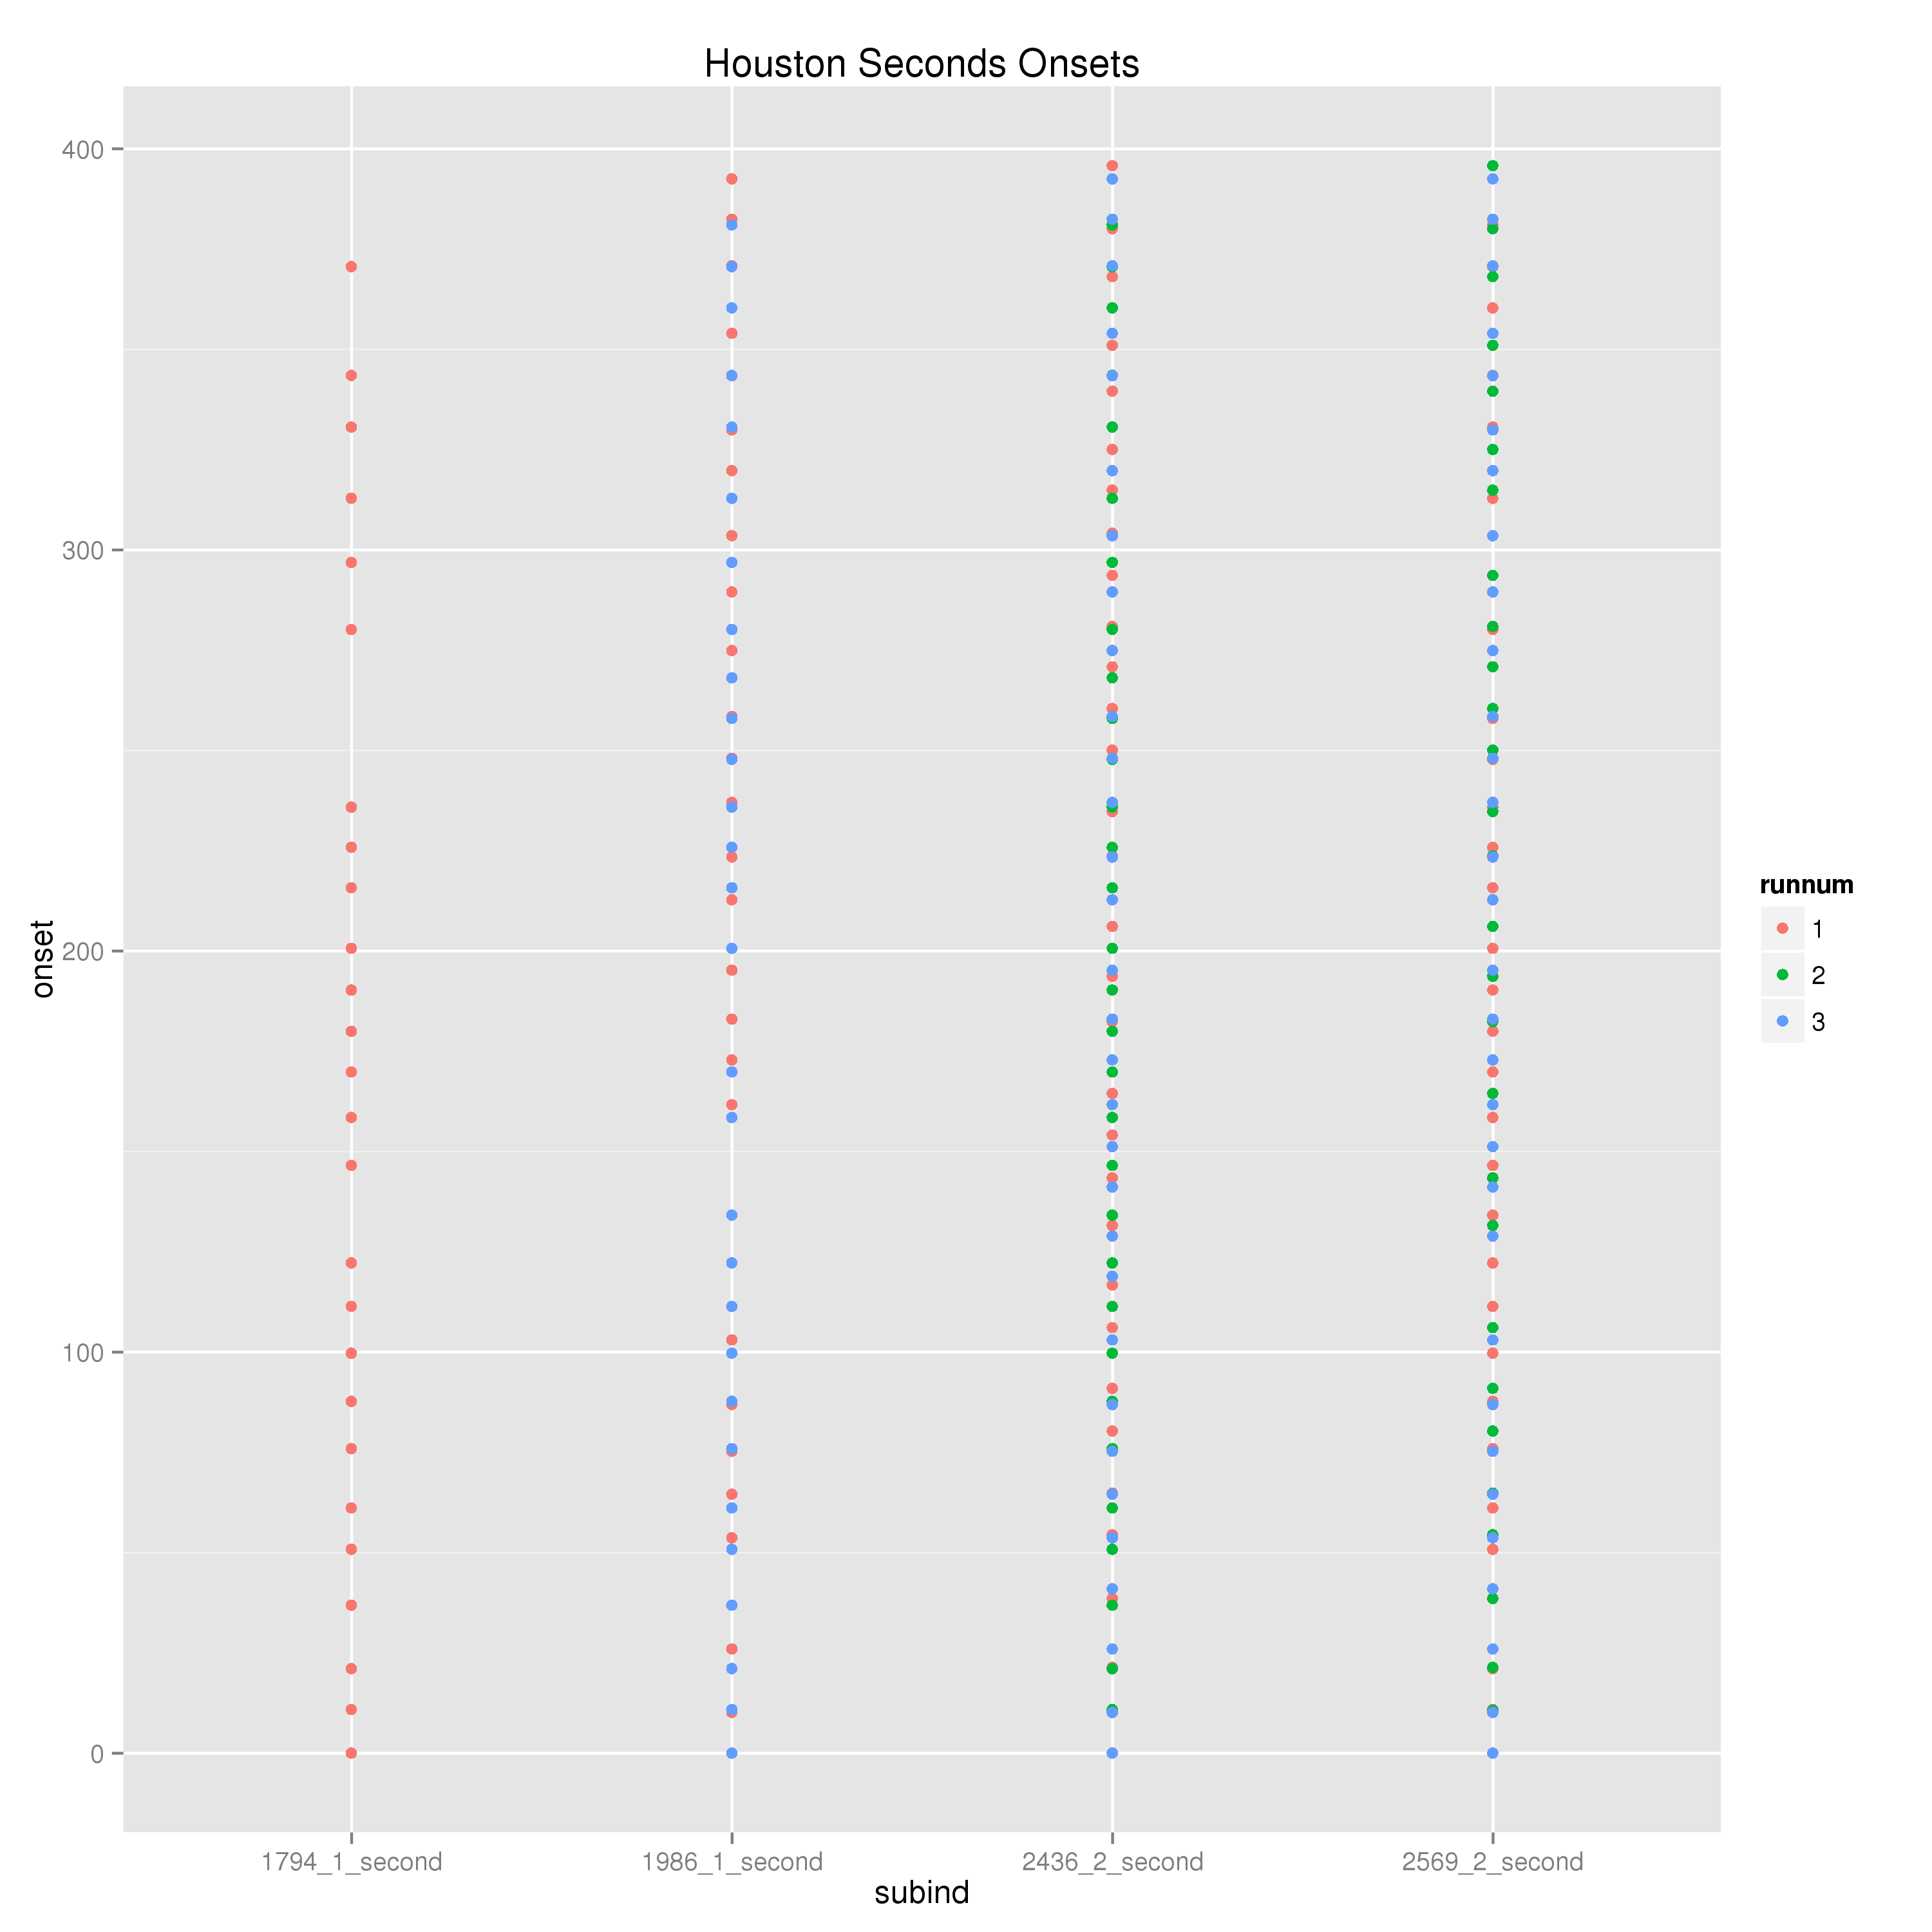 Houston Seconds Onsets
400
300
200
100
0
onset
1794_1_second
1986_1_second
2436_2_second
2569_2_second
subind
runnum
1
2
3